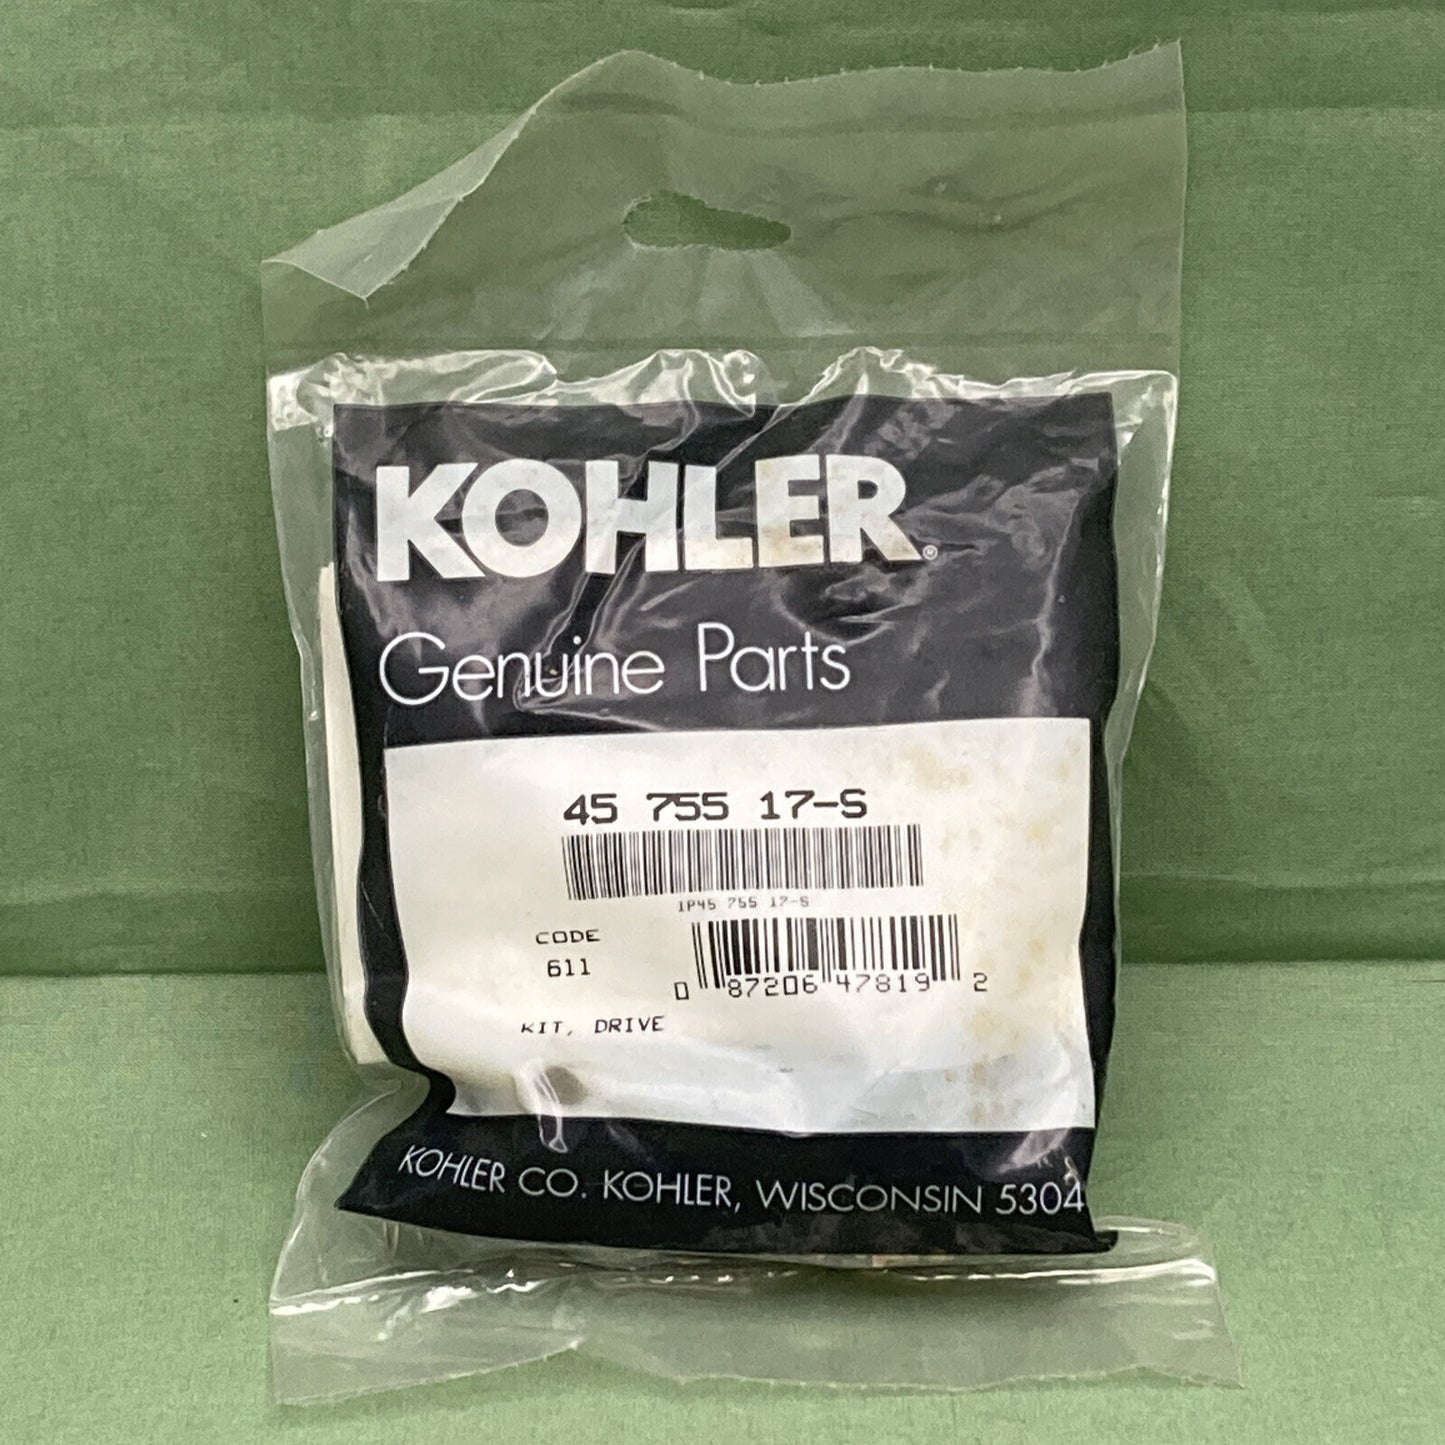 KOHLER®
Genuine Parts
45 755 17-S
1P45 755 17-S
CODE
611
0 87206 47819 2
KIT, DRIVE
KOHLER CO. KOHLER, WISCONSIN 5304